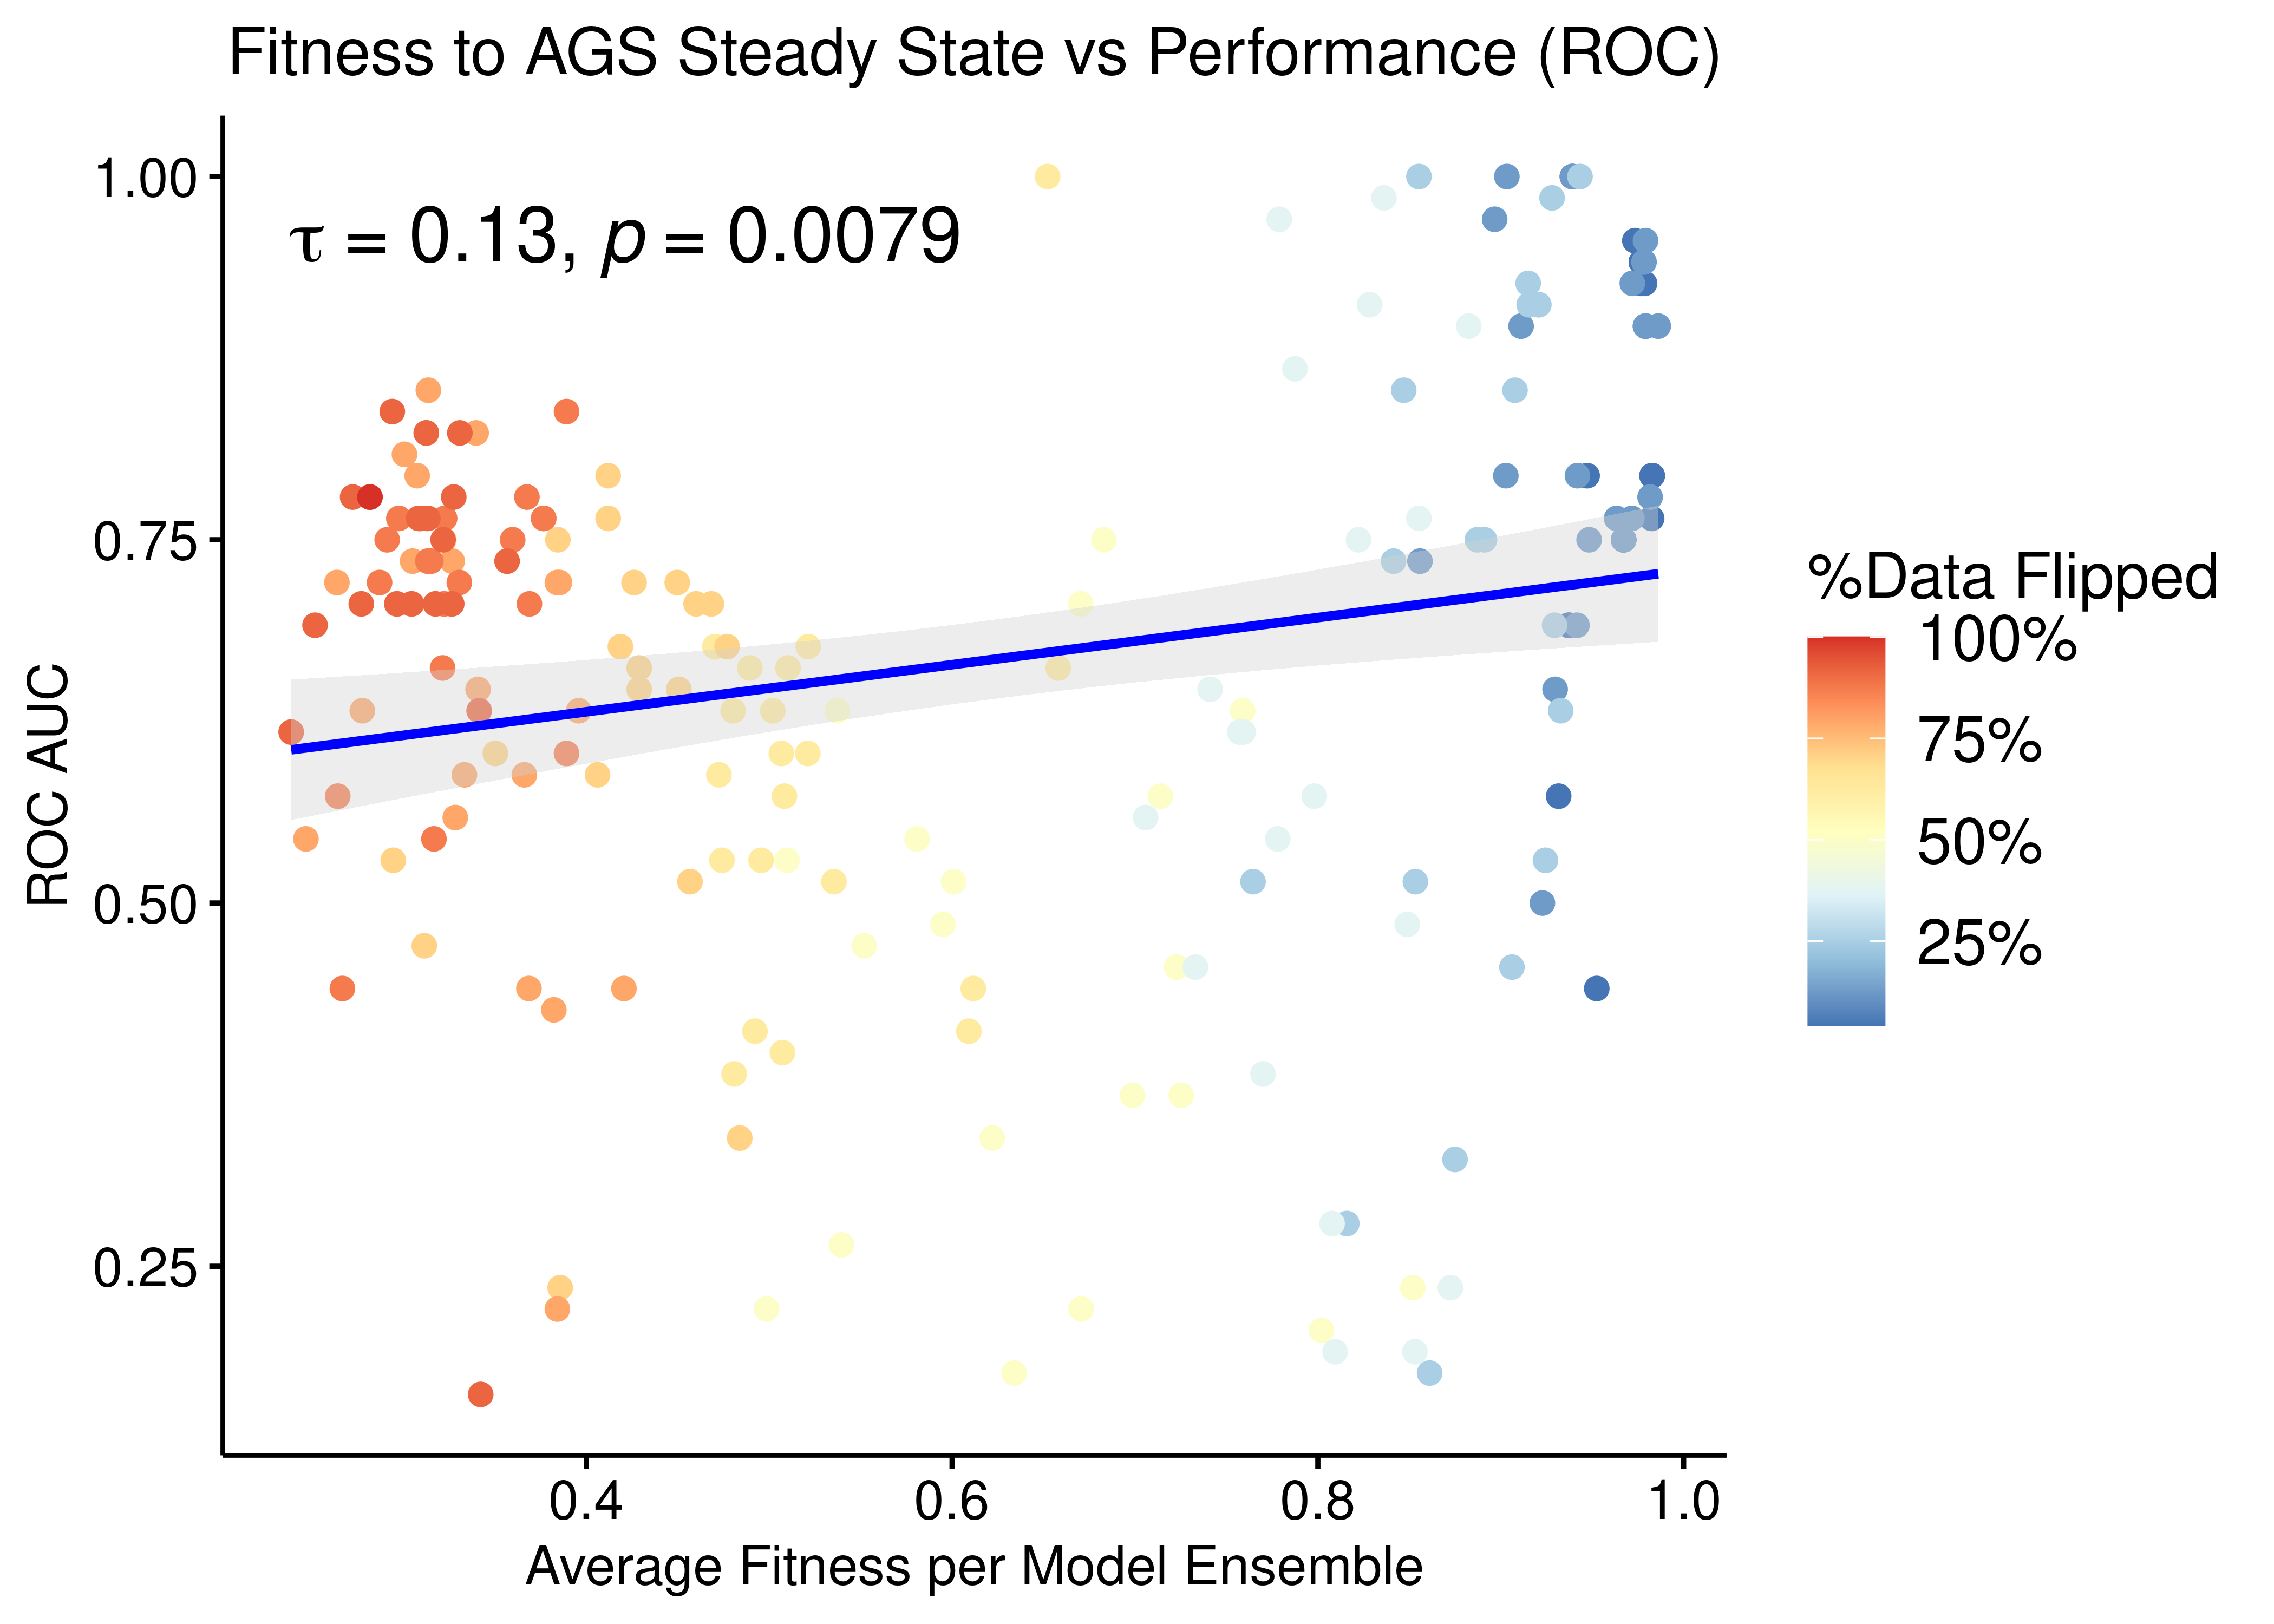 Fitness to AGS Steady State vs Performance (ROC)
τ = 0.13, p = 0.0079
ROC AUC
1.00
0.75
0.50
0.25
0.4 0.6 0.8 1.0
Average Fitness per Model Ensemble
%Data Flipped
100%
75%
50%
25%